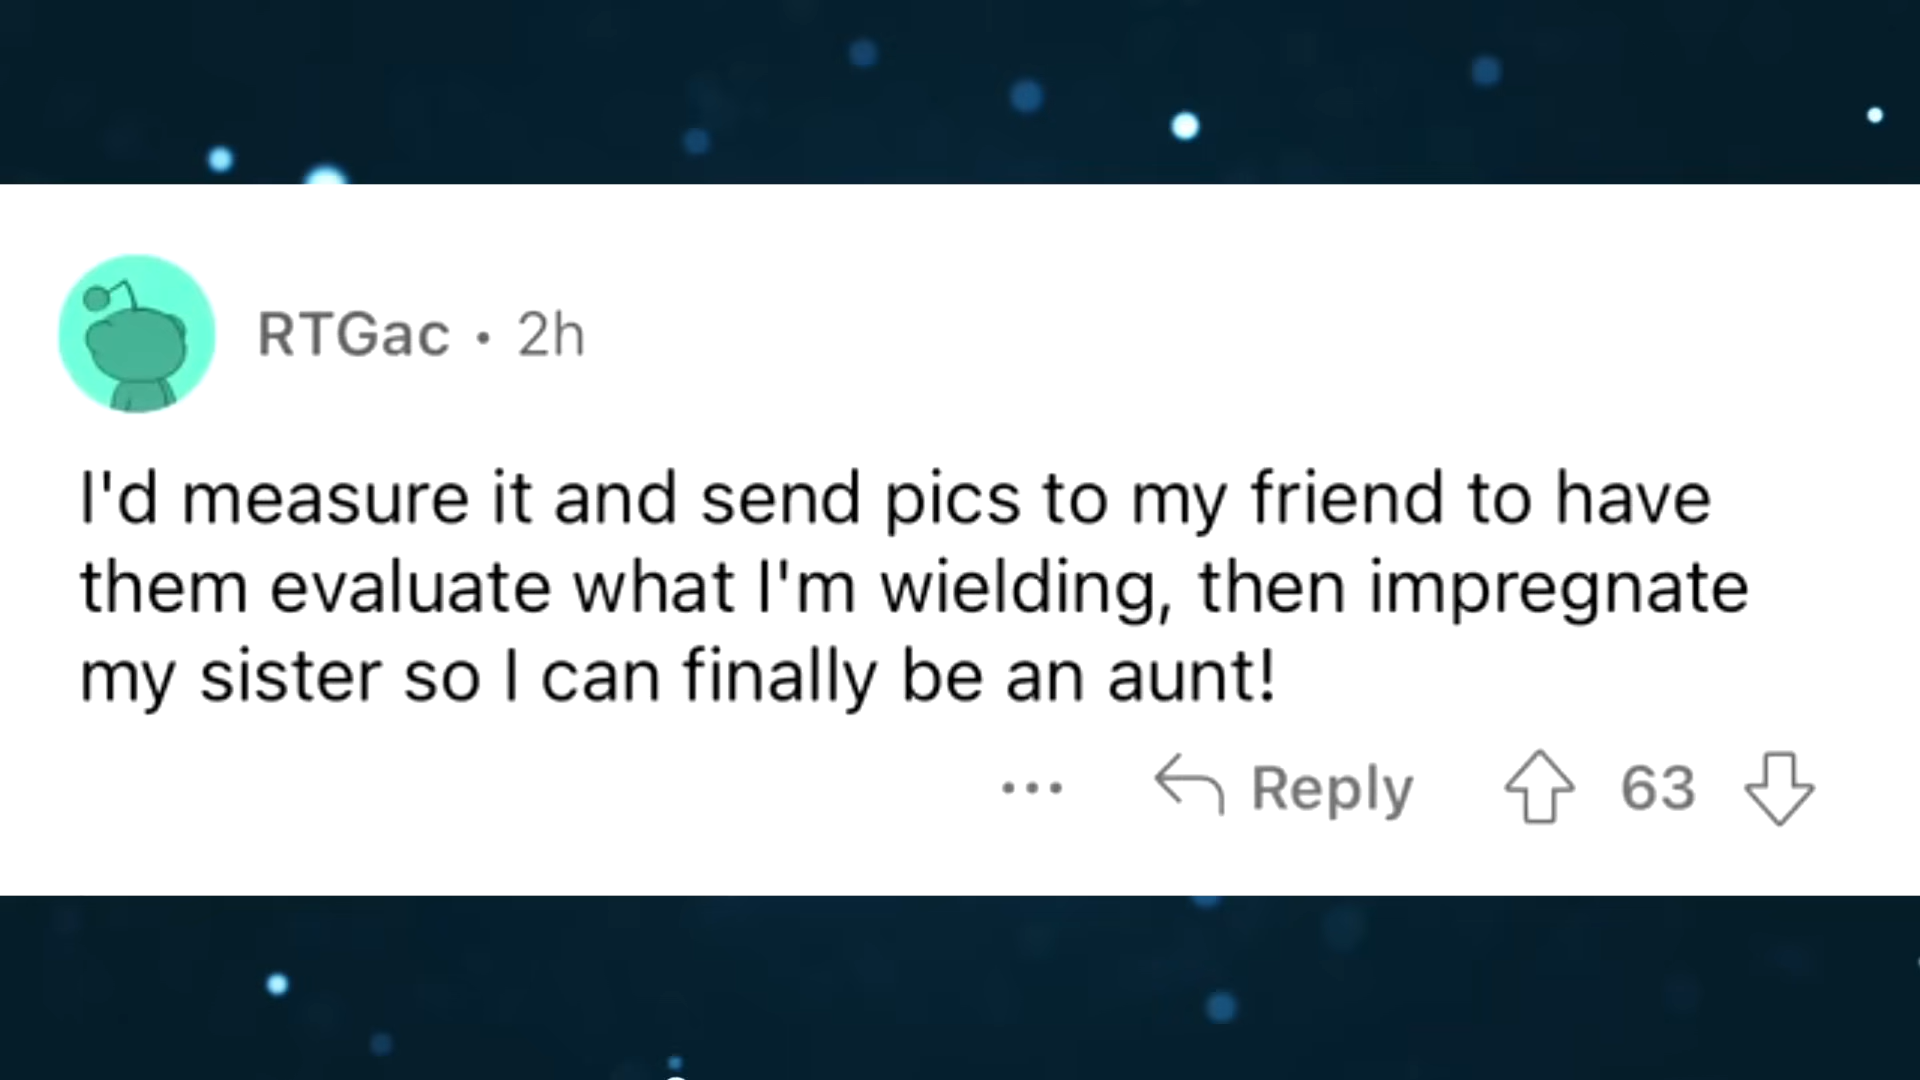 RTGac • 2h
I'd measure it and send pics to my friend to have
them evaluate what I'm wielding, then impregnate
my sister so I can finally be an aunt!
... Reply 63